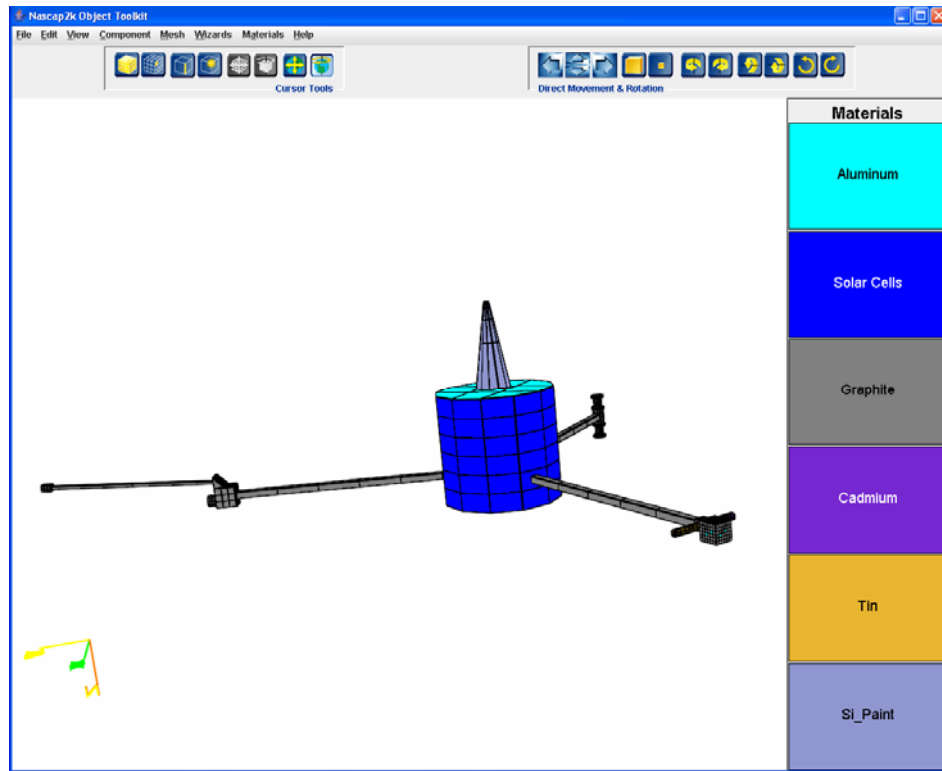 Nascap2k Object Toolkit
File Edit View Component Mesh Wizards Materials Help
Cursor Tools
Direct Movement & Rotation
Materials
Aluminum
Solar Cells
Graphite
Cadmium
Tin
Si_Paint